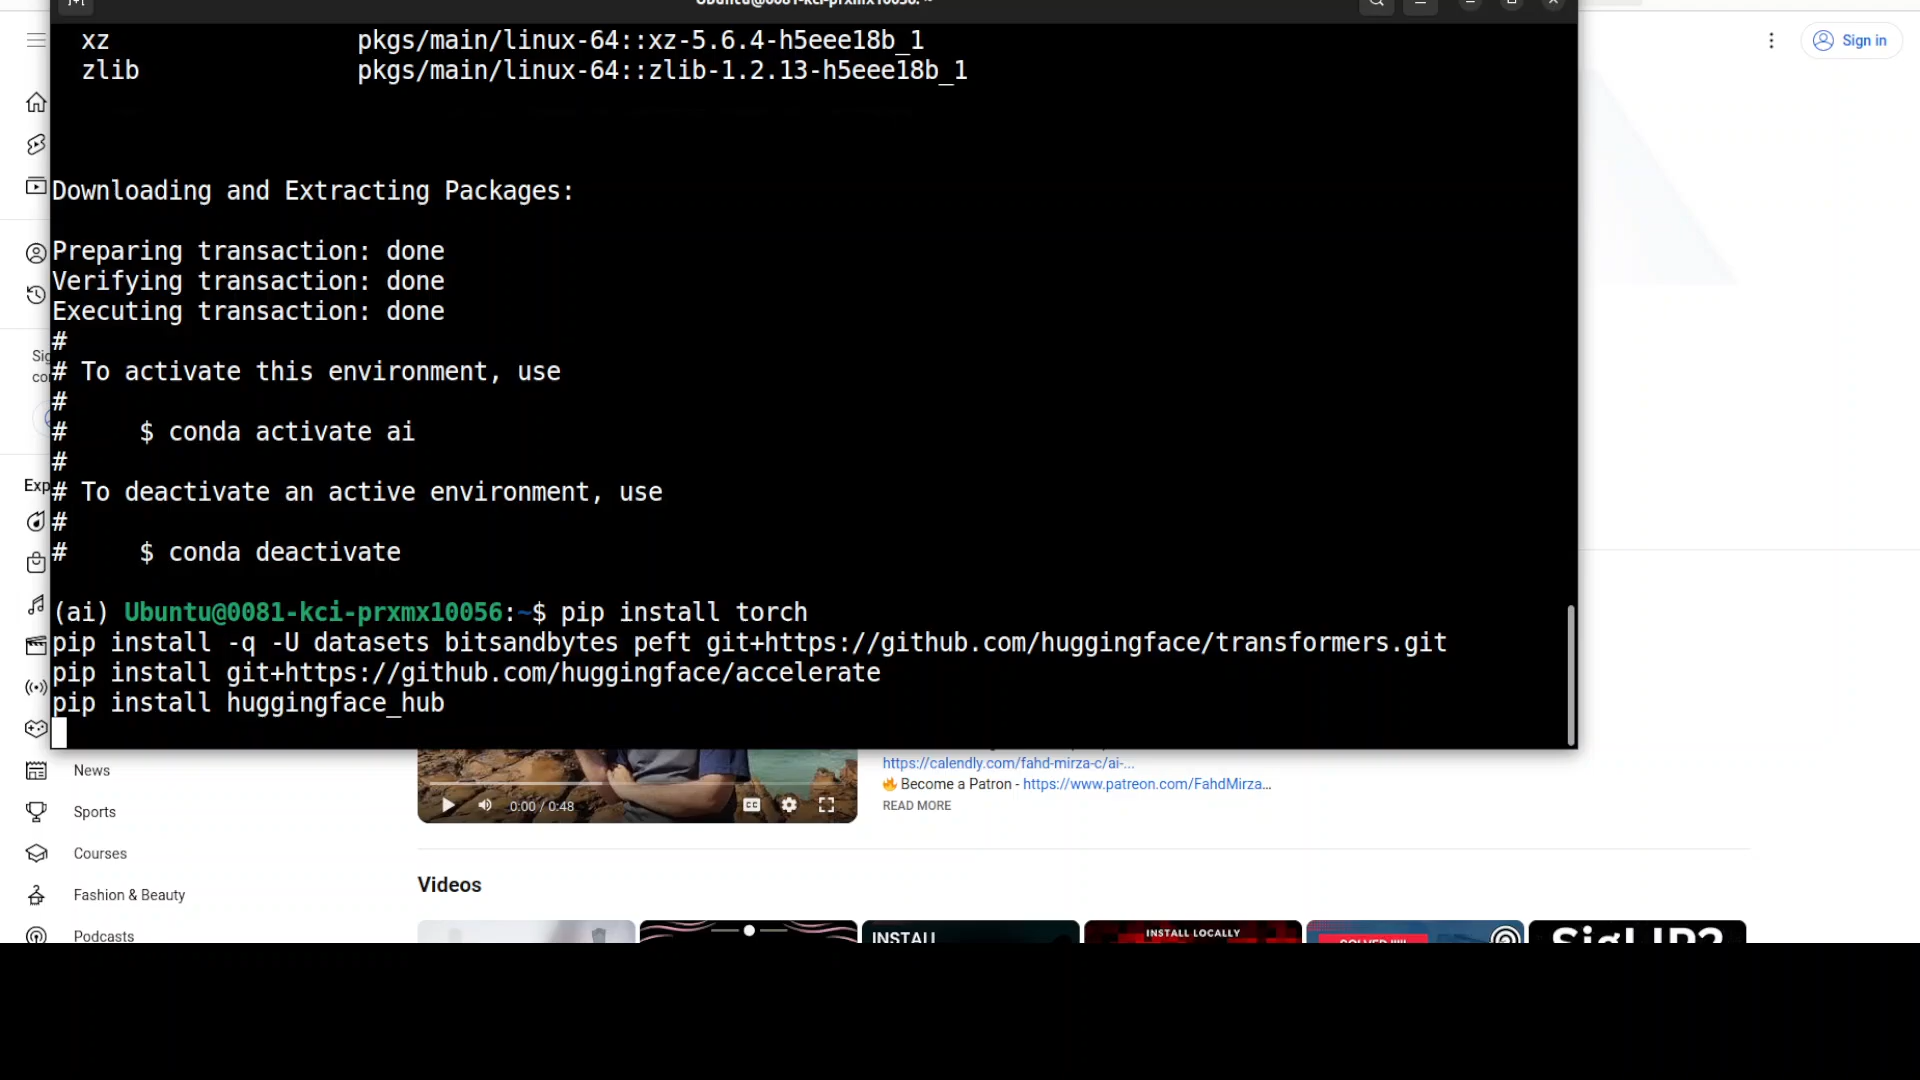 Sign in
xz pkgs/main/linux-64::xz-5.6.4-h5eee18b_1
zlib pkgs/main/linux-64::zlib-1.2.13-h5eee18b_1
Downloading and Extracting Packages:
Preparing transaction: done
Verifying transaction: done
Executing transaction: done
#
# To activate this environment, use
#
# $ conda activate ai
#
# To deactivate an active environment, use
#
# $ conda deactivate
(ai) Ubuntu@0081-kci-prxmx10056:~$ pip install torch
pip install -q -U datasets bitsandbytes peft git+https://github.com/huggingface/transformers.git
pip install git+https://github.com/huggingface/accelerate
pip install huggingface_hub
https://calendly.com/fahd-mirza-c/ai-...
🔥 Become a Patron - https://www.patreon.com/FahdMirza...
READ MORE
0:00 / 0:48
News
Sports
Courses
Fashion & Beauty
Podcasts
Videos
INSTALL
INSTALL LOCALLY
SigLIP2